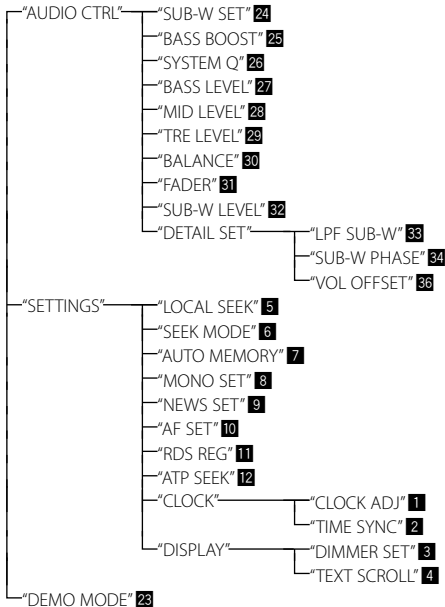 “AUDIO CTRL” “SUB-W SET” 24
“BASS BOOST” 25
“SYSTEM Q” 26
“BASS LEVEL” 27
“MID LEVEL” 28
“TRE LEVEL” 29
“BALANCE” 30
“FADER” 31
“SUB-W LEVEL” 32
“DETAIL SET” “LPF SUB-W” 33
“SUB-W PHASE” 34
“VOL OFFSET” 36
“SETTINGS” “LOCAL SEEK” 5
“SEEK MODE” 6
“AUTO MEMORY” 7
“MONO SET” 8
“NEWS SET” 9
“AF SET” 10
“RDS REG” 11
“ATP SEEK” 12
“CLOCK” “CLOCK ADJ” 1
“TIME SYNC” 2
“DISPLAY” “DIMMER SET” 3
“TEXT SCROLL” 4
“DEMO MODE” 23